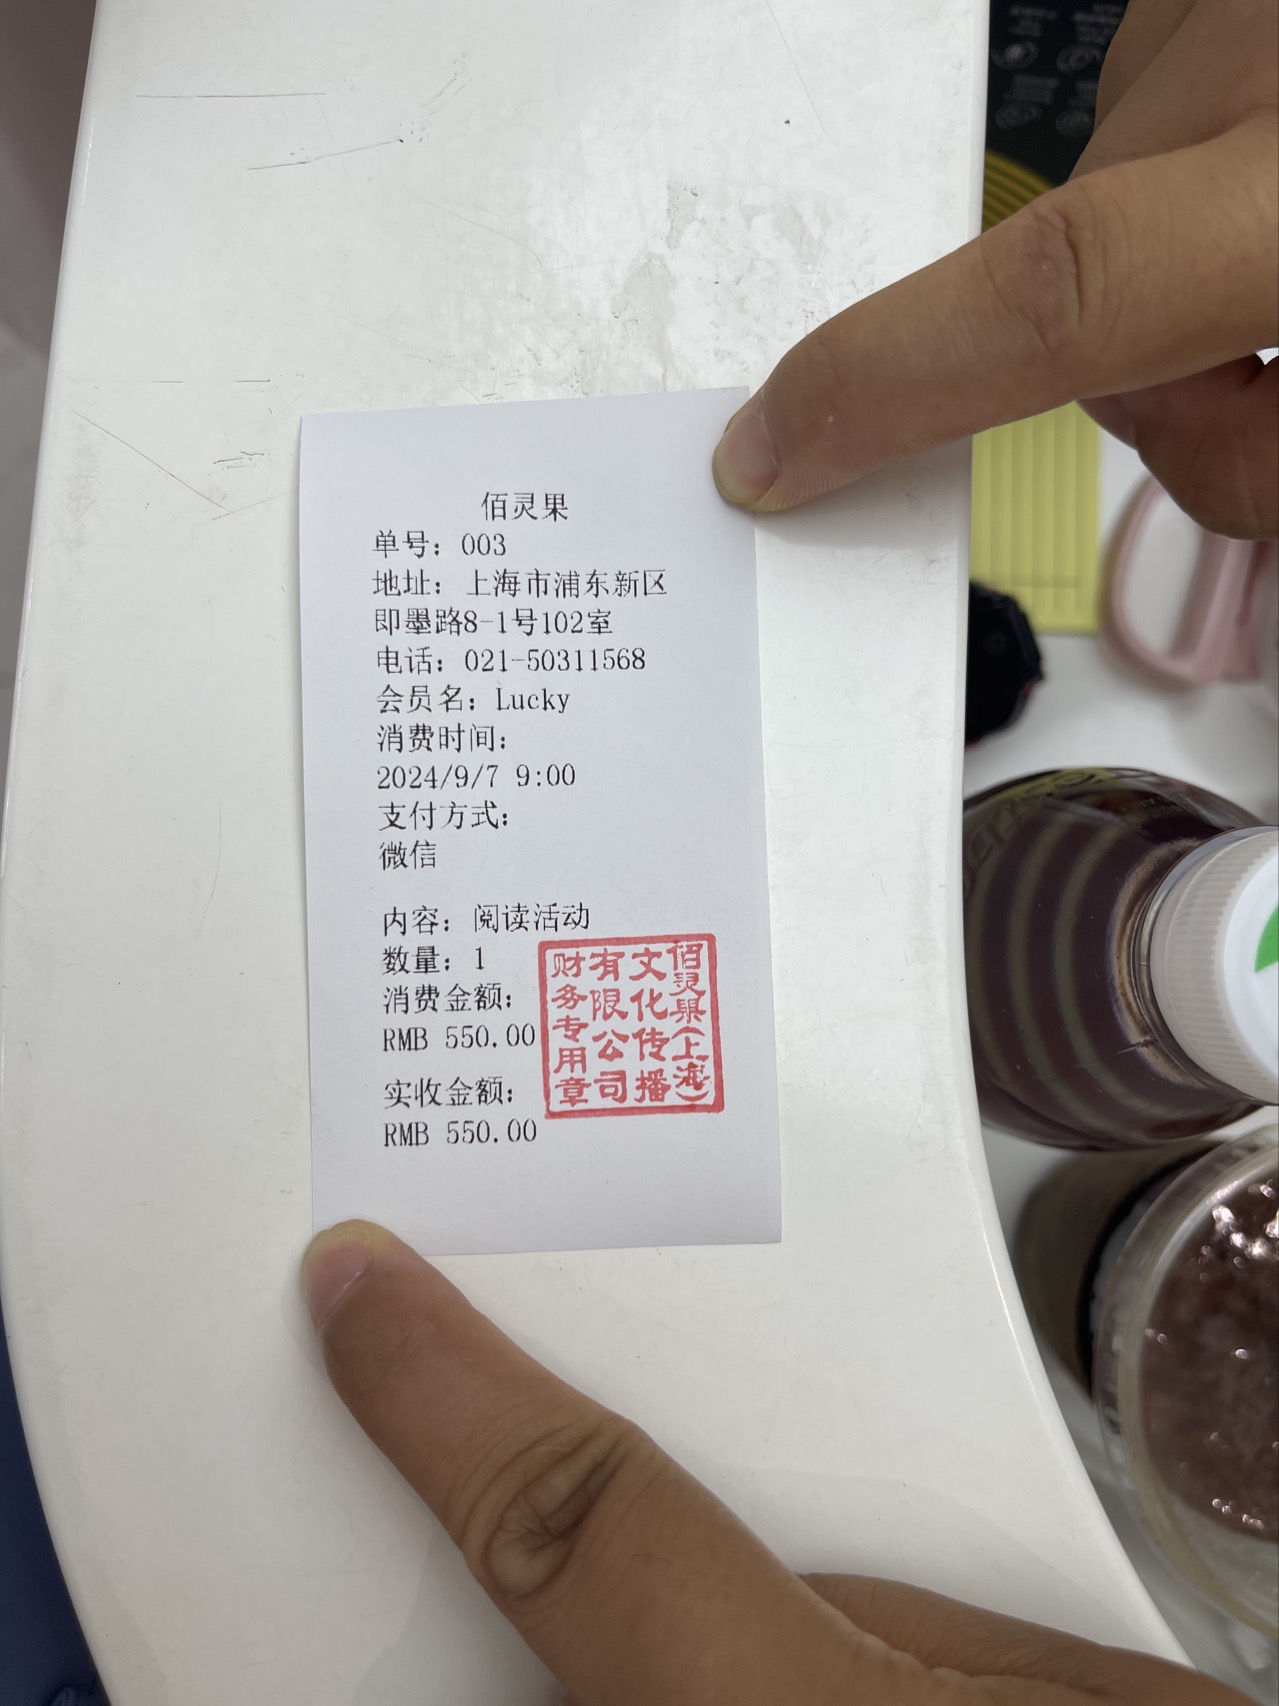 佰灵果
单号：003
地址：上海市浦东新区
即墨路8-1号102室
电话：021-50311568
会员名：Lucky
消费时间：
2024/9/7 9:00
支付方式：
微信
内容：阅读活动
数量：1
消费金额：
RMB 550.00
实收金额：
RMB 550.00
佰灵果(上海)
文化传播
有限公司
财务专用章